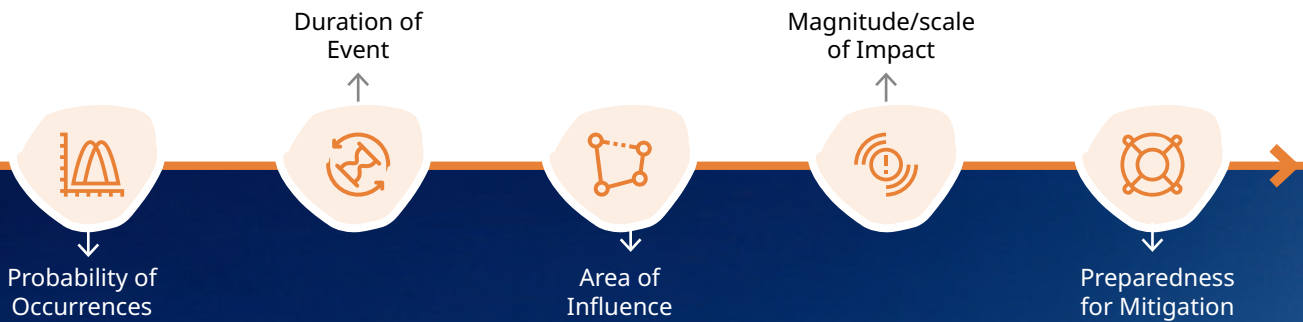 Probability of
Occurrences
Duration of
Event
Area of
Influence
Magnitude/scale
of Impact
Preparedness
for Mitigation